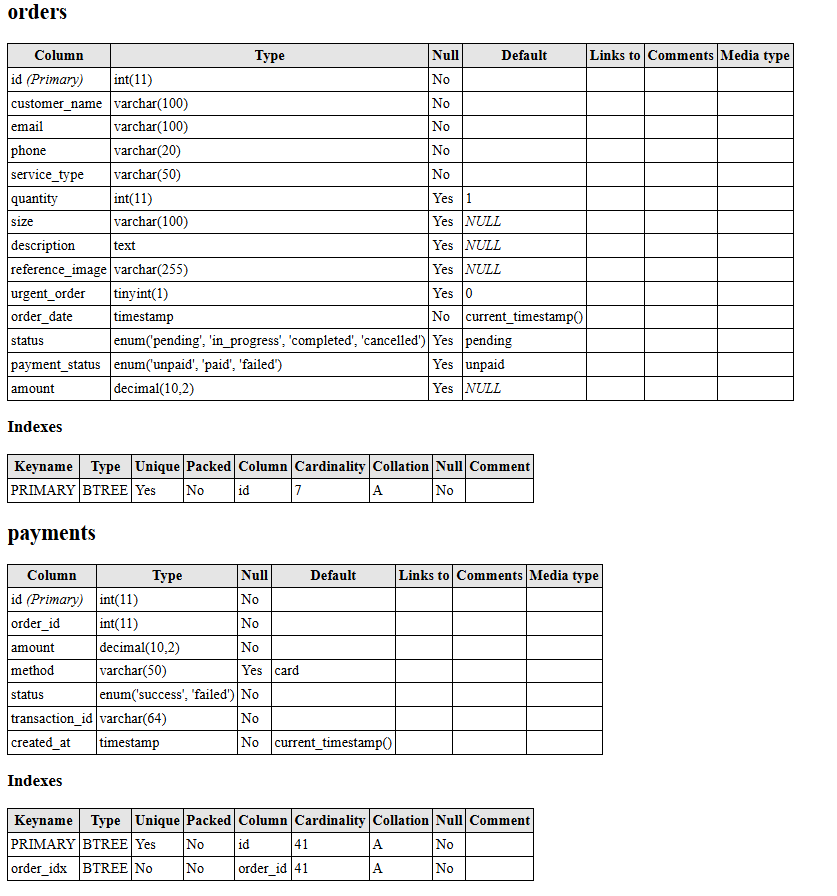 orders
Column Type Null Default Links to Comments Media type
id (Primary) int(11) No
customer_name varchar(100) No
email varchar(100) No
phone varchar(20) No
service_type varchar(50) No
quantity int(11) Yes 1
size varchar(100) Yes NULL
description text Yes NULL
reference_image varchar(255) Yes NULL
urgent_order tinyint(1) Yes 0
order_date timestamp No current_timestamp()
status enum('pending', 'in_progress', 'completed', 'cancelled') Yes pending
payment_status enum('unpaid', 'paid', 'failed') Yes unpaid
amount decimal(10,2) Yes NULL
Indexes
Keyname Type Unique Packed Column Cardinality Collation Null Comment
PRIMARY BTREE Yes No id 7 A No
payments
Column Type Null Default Links to Comments Media type
id (Primary) int(11) No
order_id int(11) No
amount decimal(10,2) No
method varchar(50) Yes card
status enum('success', 'failed') No
transaction_id varchar(64) No
created_at timestamp No current_timestamp()
Indexes
Keyname Type Unique Packed Column Cardinality Collation Null Comment
PRIMARY BTREE Yes No id 41 A No
order_idx BTREE No No order_id 41 A No